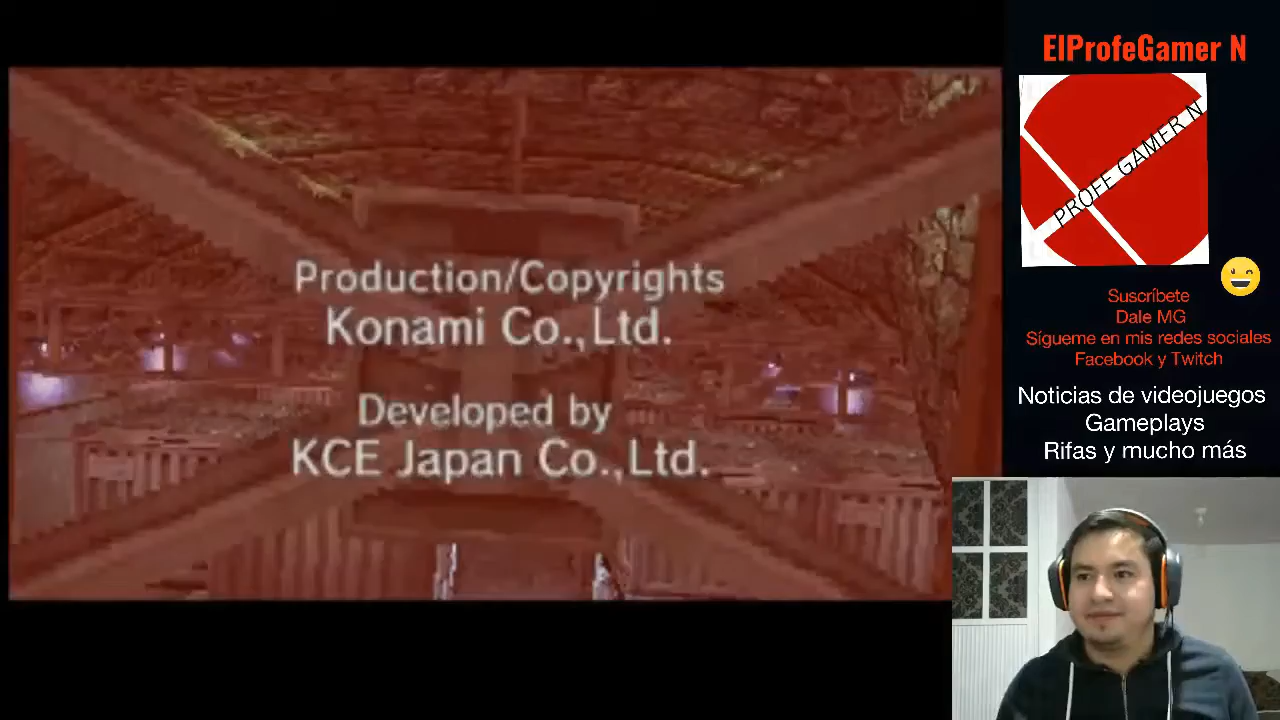 Production/Copyrights
Konami Co.,Ltd.
Developed by
KCE Japan Co.,Ltd.
ElProfeGamer N
PROFE GAMER N
Suscríbete
Dale MG
Sígueme en mis redes sociales
Facebook y Twitch
Noticias de videojuegos
Gameplays
Rifas y mucho más